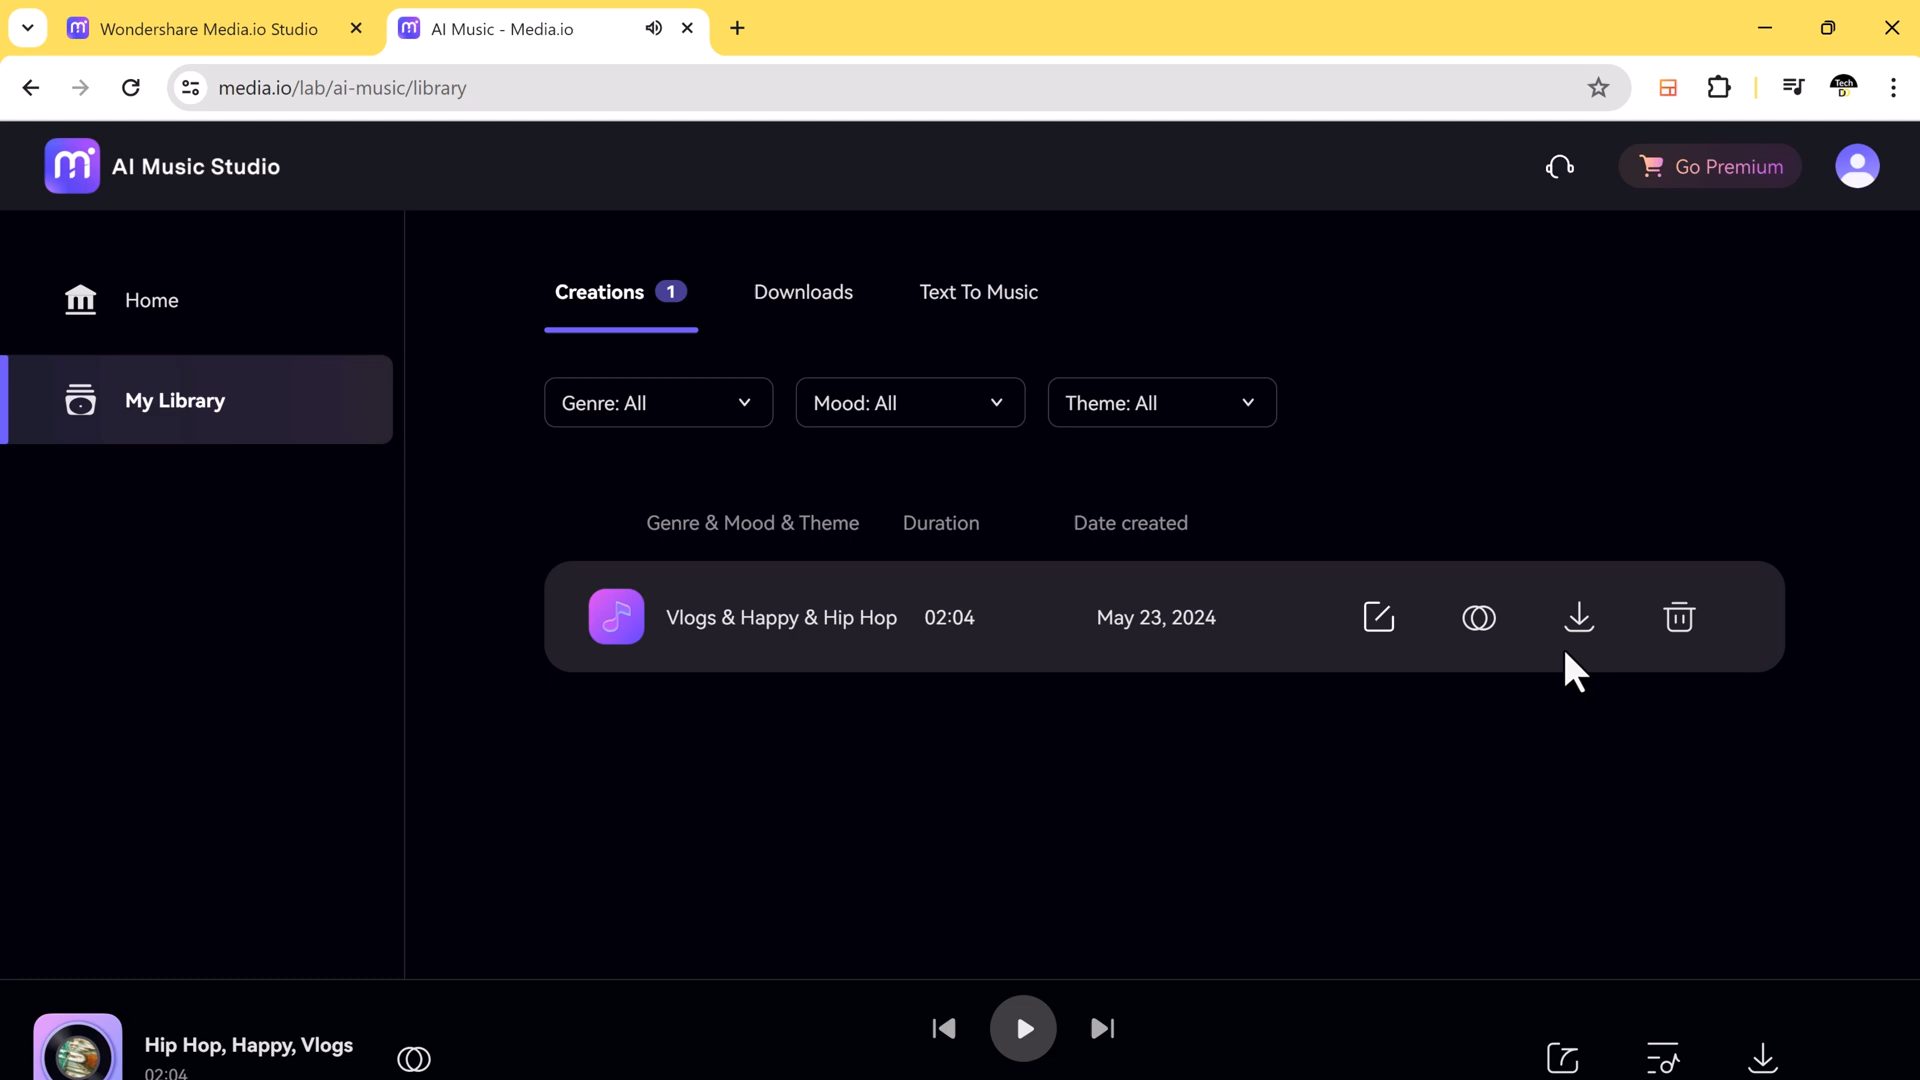 Wondershare Media.io Studio
AI Music - Media.io
media.io/lab/ai-music/library
Tech
D
AI Music Studio
Go Premium
Home
My Library
Creations 1
Downloads
Text To Music
Genre: All
Mood: All
Theme: All
Genre & Mood & Theme
Duration
Date created
Vlogs & Happy & Hip Hop
02:04
May 23, 2024
Hip Hop, Happy, Vlogs
02:04